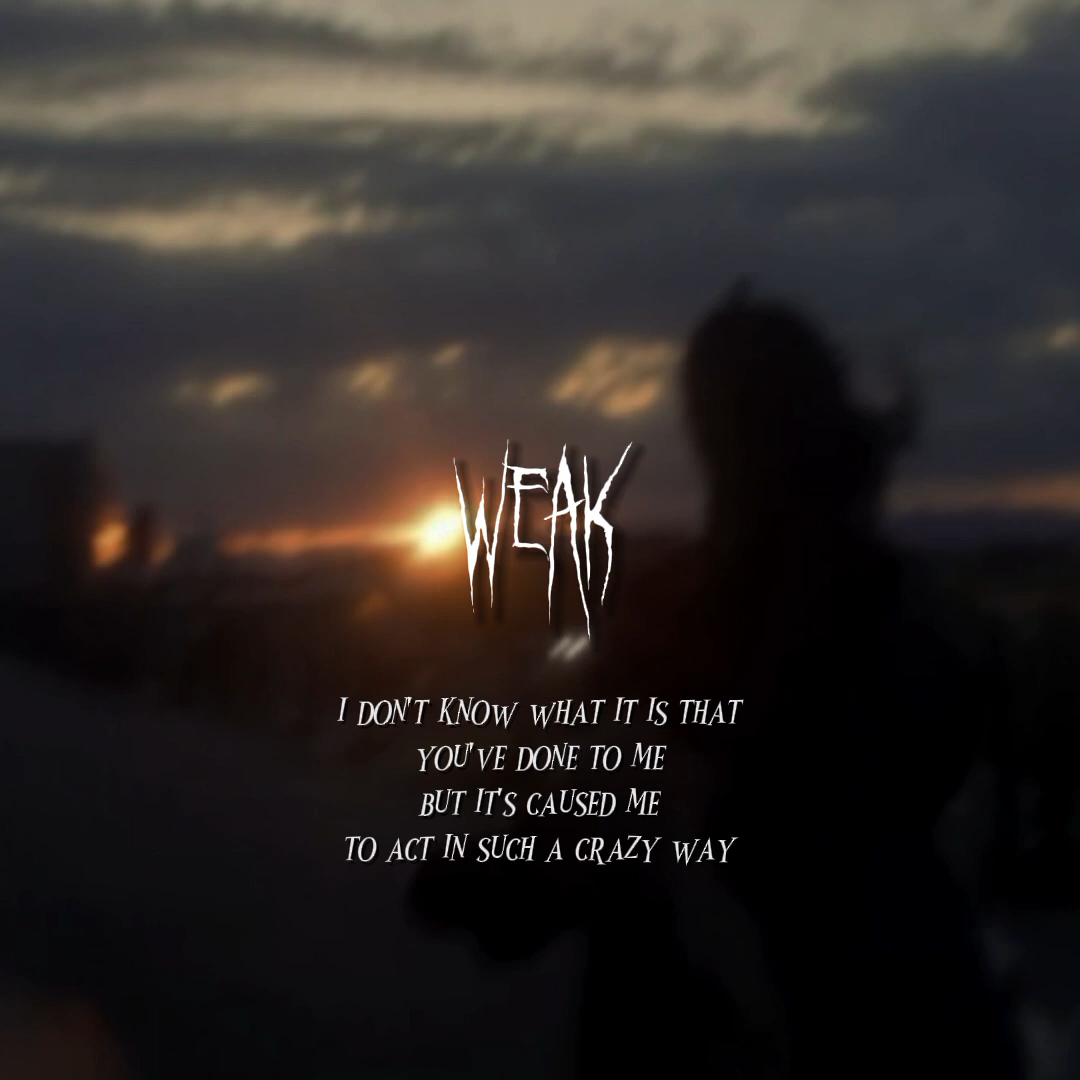 WEAK
I DON'T KNOW WHAT IT IS THAT
YOU'VE DONE TO ME
BUT IT'S CAUSED ME
TO ACT IN SUCH A CRAZY WAY